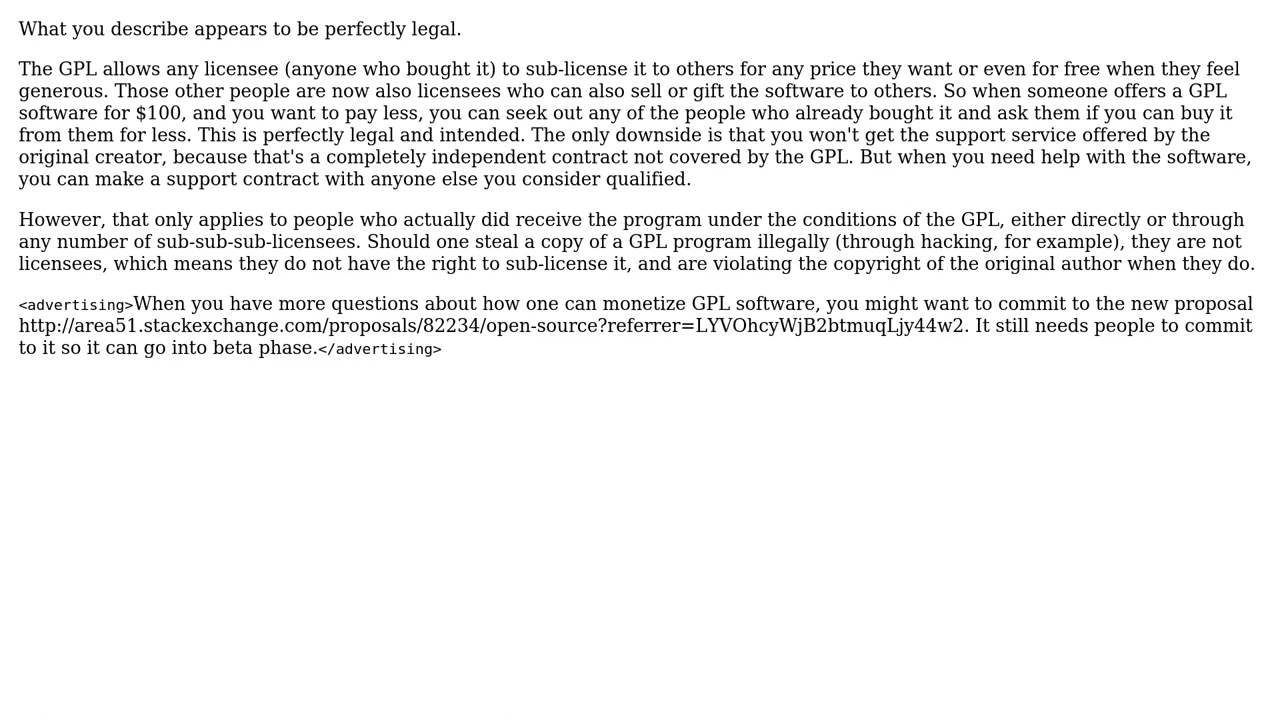 What you describe appears to be perfectly legal.
The GPL allows any licensee (anyone who bought it) to sub-license it to others for any price they want or even for free when they feel
generous. Those other people are now also licensees who can also sell or gift the software to others. So when someone offers a GPL
software for $100, and you want to pay less, you can seek out any of the people who already bought it and ask them if you can buy it
from them for less. This is perfectly legal and intended. The only downside is that you won't get the support service offered by the
original creator, because that's a completely independent contract not covered by the GPL. But when you need help with the software,
you can make a support contract with anyone else you consider qualified.
However, that only applies to people who actually did receive the program under the conditions of the GPL, either directly or through
any number of sub-sub-sub-licensees. Should one steal a copy of a GPL program illegally (through hacking, for example), they are not
licensees, which means they do not have the right to sub-license it, and are violating the copyright of the original author when they do.
<advertising>When you have more questions about how one can monetize GPL software, you might want to commit to the new proposal
http://area51.stackexchange.com/proposals/82234/open-source?referrer=LYVOhcyWjB2btmuqLjy44w2. It still needs people to commit
to it so it can go into beta phase.</advertising>